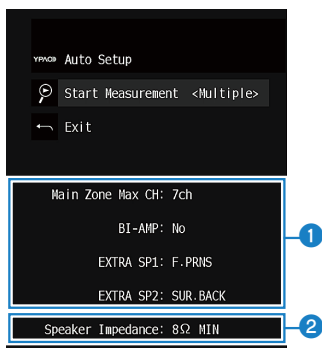 YPAO Auto Setup
Start Measurement <Multiple>
Exit
Main Zone Max CH: 7ch
BI-AMP: No
EXTRA SP1: F.PRNS
EXTRA SP2: SUR.BACK
1
Speaker Impedance: 8Ω MIN
2